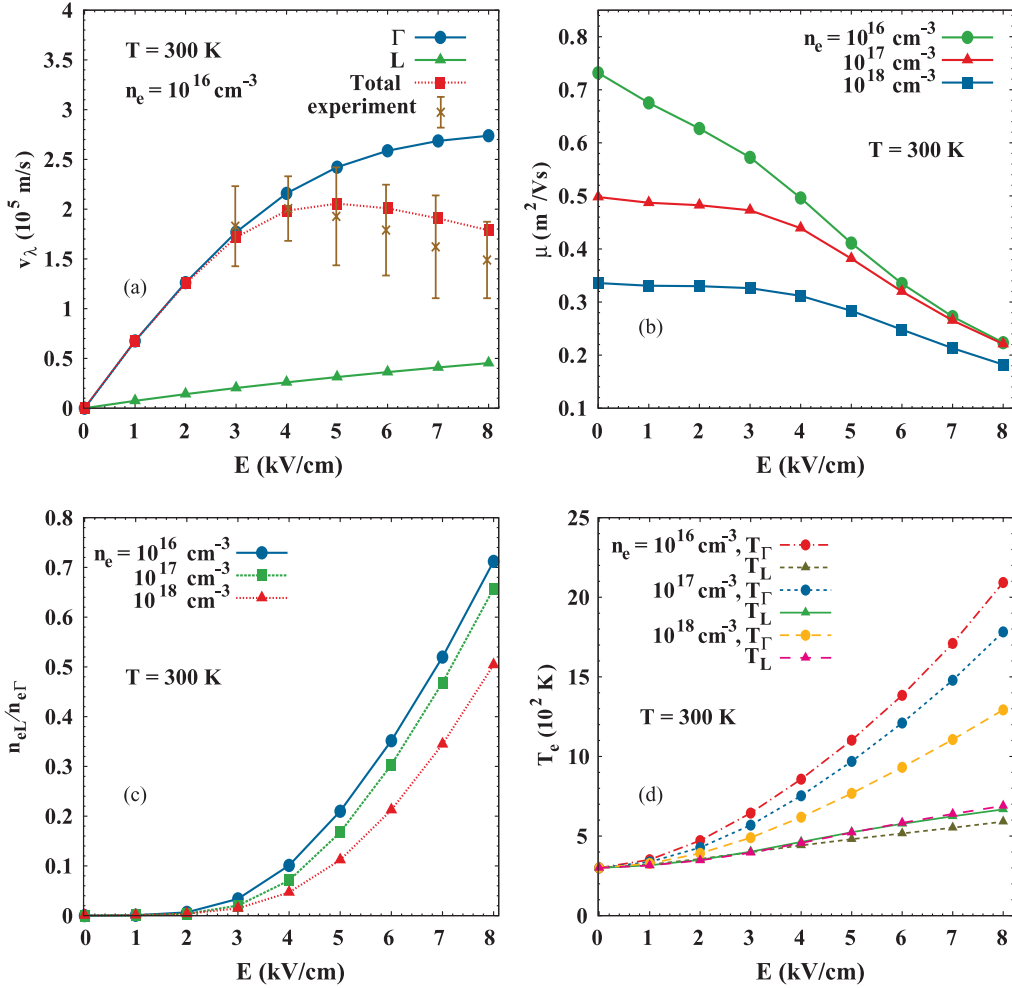 4
3.5
3
2.5
2
1.5
1
0.5
0
v_λ (10^5 m/s)
T = 300 K
n_e = 10^16 cm^-3
Γ
L
Total
experiment
(a)
0 1 2 3 4 5 6 7 8
E (kV/cm)
0.8
0.7
0.6
0.5
0.4
0.3
0.2
0.1
μ (m^2/Vs)
n_e = 10^16 cm^-3
10^17 cm^-3
10^18 cm^-3
T = 300 K
(b)
0 1 2 3 4 5 6 7 8
E (kV/cm)
0.8
0.7
0.6
0.5
0.4
0.3
0.2
0.1
0
n_eL/n_eΓ
n_e = 10^16 cm^-3
10^17 cm^-3
10^18 cm^-3
T = 300 K
(c)
0 1 2 3 4 5 6 7 8
E (kV/cm)
25
20
15
10
5
0
T_e (10^2 K)
n_e = 10^16 cm^-3, T_Γ
T_L
10^17 cm^-3, T_Γ
T_L
10^18 cm^-3, T_Γ
T_L
T = 300 K
(d)
0 1 2 3 4 5 6 7 8
E (kV/cm)